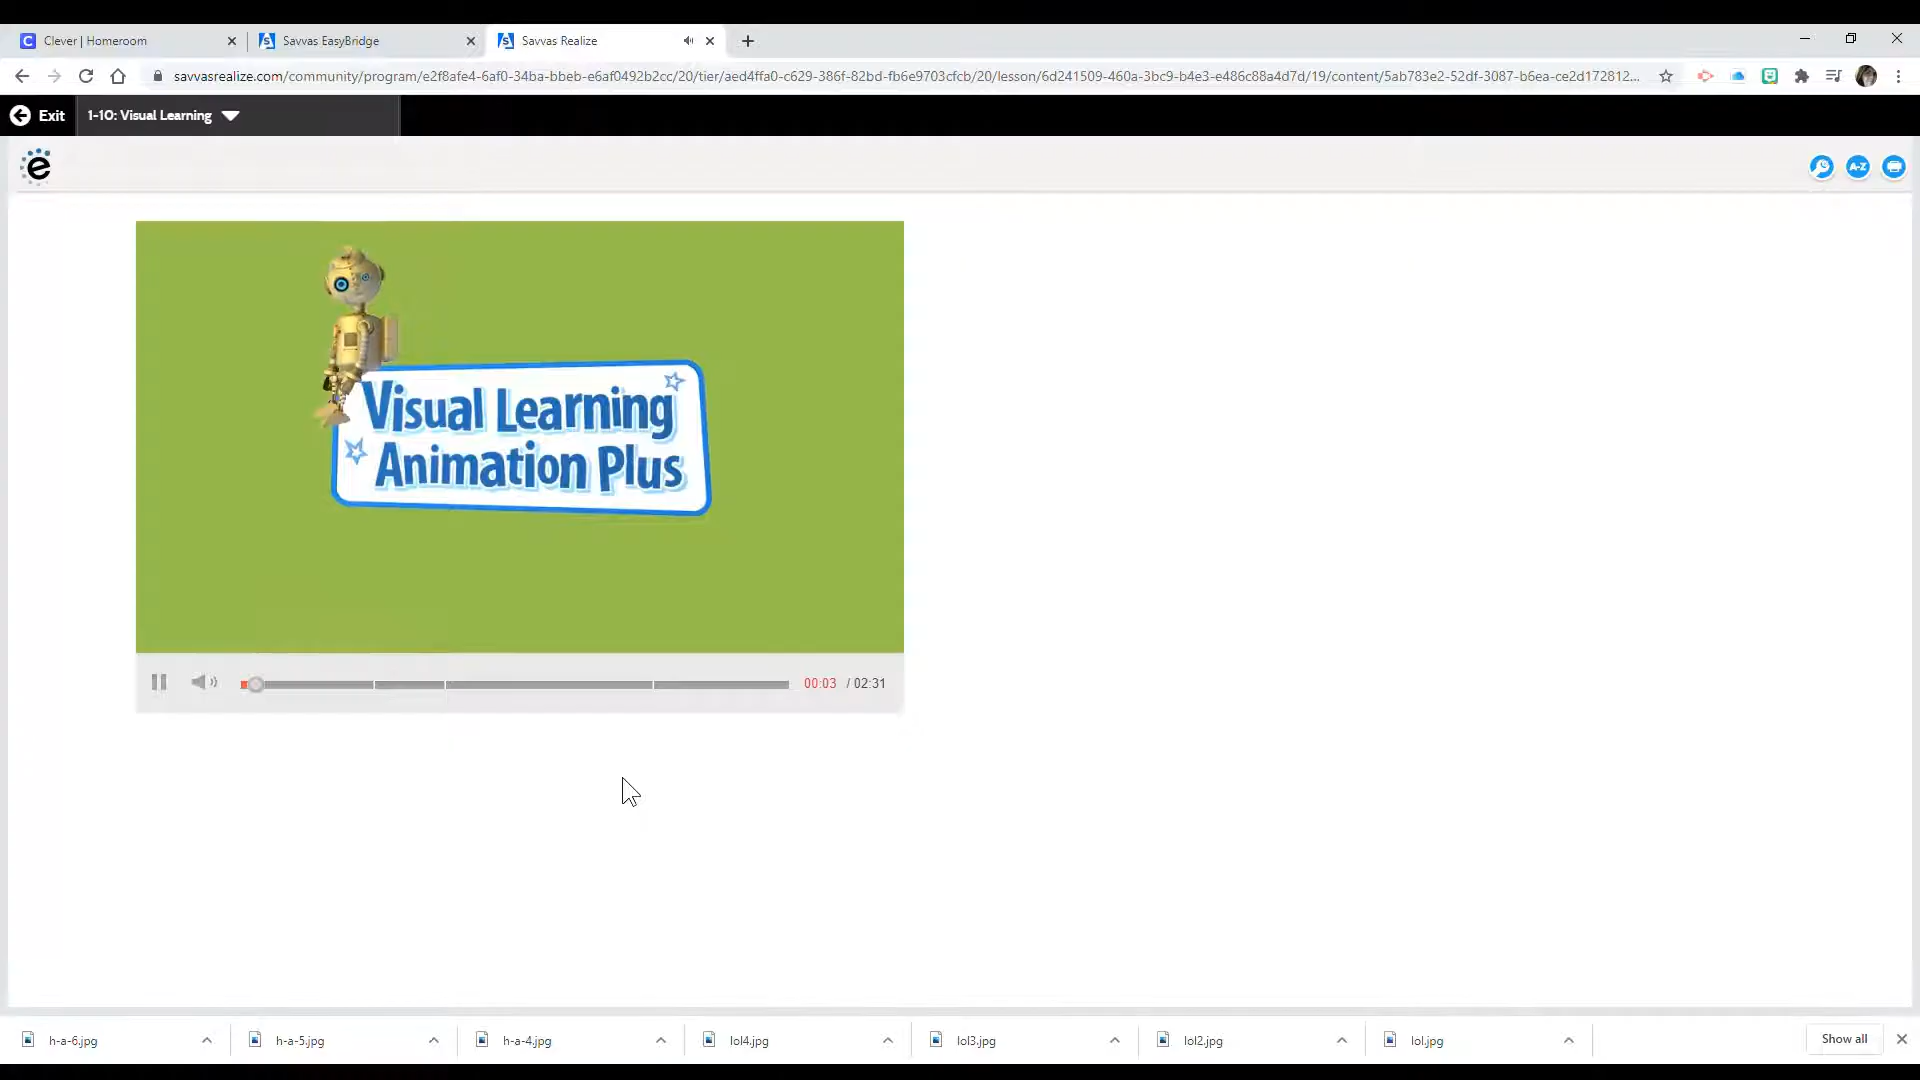 Clever | Homeroom
Savvas EasyBridge
Savvas Realize
savvasrealize.com/community/program/e2f8afe4-6af0-34ba-bbeb-e6af0492b2cc/20/tier/aed4ffa0-c629-386f-82bd-fb6e9703cfcb/20/lesson/6d241509-460a-3bc9-b4e3-e486c88a4d7d/19/content/5ab783e2-52df-3087-b6ea-ce2d172812...
Exit
1-10: Visual Learning
e
A-Z
Visual Learning
Animation Plus
00:03 / 02:31
h-a-6.jpg
h-a-5.jpg
h-a-4.jpg
lol4.jpg
lol3.jpg
lol2.jpg
lol.jpg
Show all